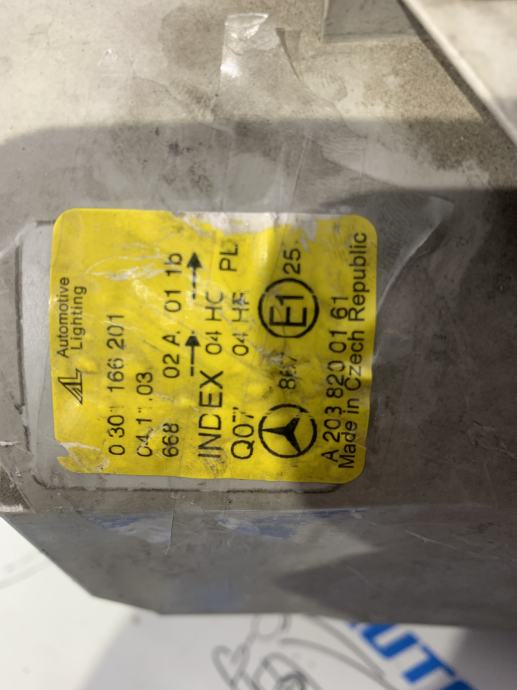 Automotive
Lighting
0 301 166 201
04.11.03
668 02 A 01 1b
INDEX 04 HC PL
Q07 04 HR
E1 25
A 203 820 01 61
Made in Czech Republic
AUTO